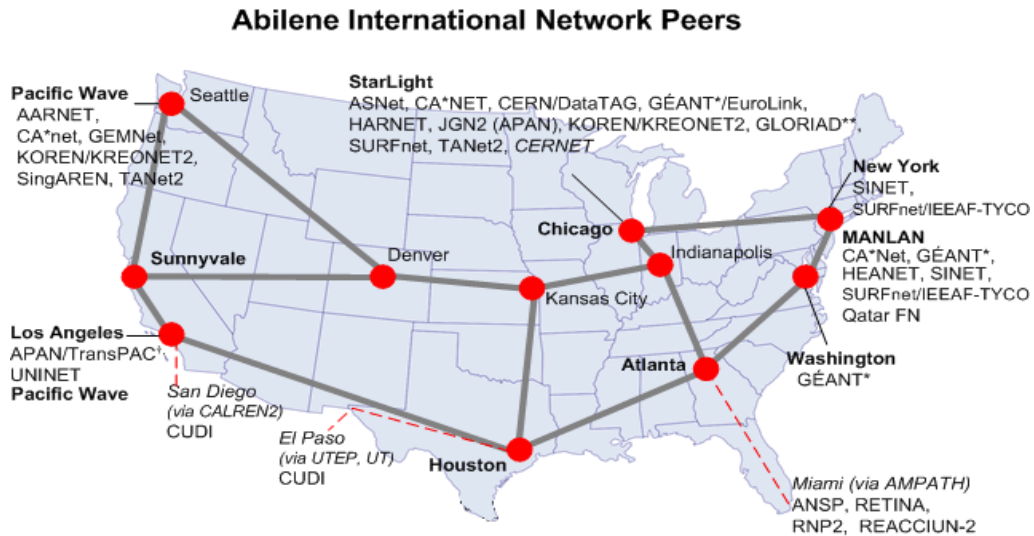 Abilene International Network Peers
Pacific Wave
AARNET,
CA*net, GEMNet,
KOREN/KREONET2,
SingAREN, TANet2
Seattle
StarLight
ASNet, CA*NET, CERN/DataTAG, GÉANT*/EuroLink,
HARNET, JGN2 (APAN), KOREN/KREONET2, GLORIAD**,
SURFnet, TANet2, CERNET
New York
SINET,
SURFnet/IEEAF-TYCO
MANLAN
CA*Net, GÉANT*,
HEANET, SINET,
SURFnet/IEEAF-TYCO
Qatar FN
Chicago
Indianapolis
Sunnyvale
Denver
Kansas City
Los Angeles
APAN/TransPAC†,
UNINET
Pacific Wave
San Diego
(via CALREN2)
CUDI
El Paso
(via UTEP, UT)
CUDI
Houston
Atlanta
Washington
GÉANT*
Miami (via AMPATH)
ANSP, RETINA,
RNP2, REACCIUN-2